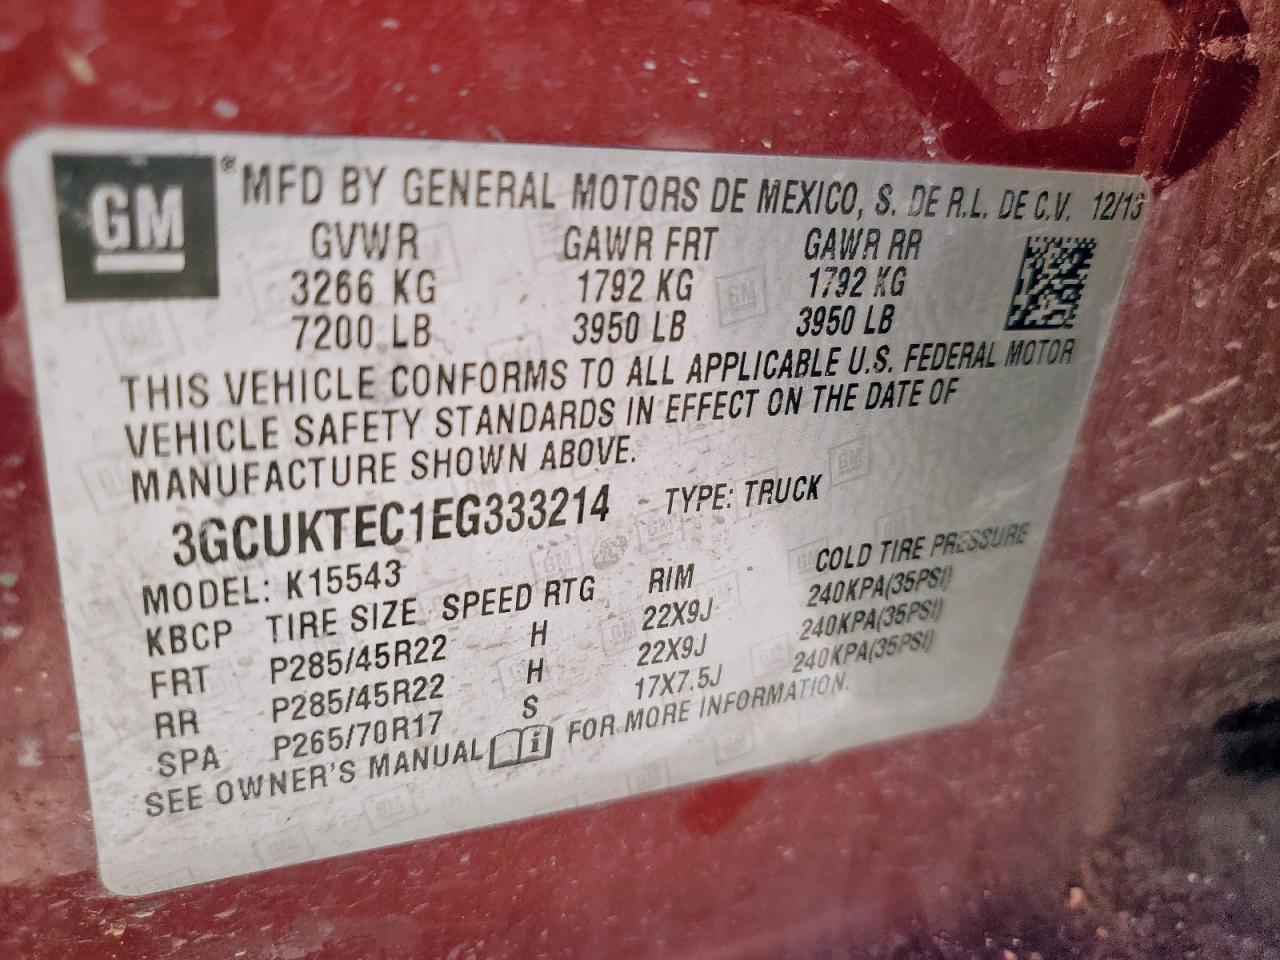 GM ® MFD BY GENERAL MOTORS DE MEXICO, S. DE R.L. DE C.V. 12/13
GVWR GAWR FRT GAWR RR
3266 KG 1792 KG 1792 KG
7200 LB 3950 LB 3950 LB
THIS VEHICLE CONFORMS TO ALL APPLICABLE U.S. FEDERAL MOTOR
VEHICLE SAFETY STANDARDS IN EFFECT ON THE DATE OF
MANUFACTURE SHOWN ABOVE.
3GCUKTEC1EG333214 TYPE: TRUCK
MODEL: K15543
KBCP TIRE SIZE SPEED RTG RIM COLD TIRE PRESSURE
FRT P285/45R22 H 22X9J 240KPA(35PSI)
RR P285/45R22 H 22X9J 240KPA(35PSI)
SPA P265/70R17 S 17X7.5J 240KPA(35PSI)
SEE OWNER'S MANUAL i FOR MORE INFORMATION.